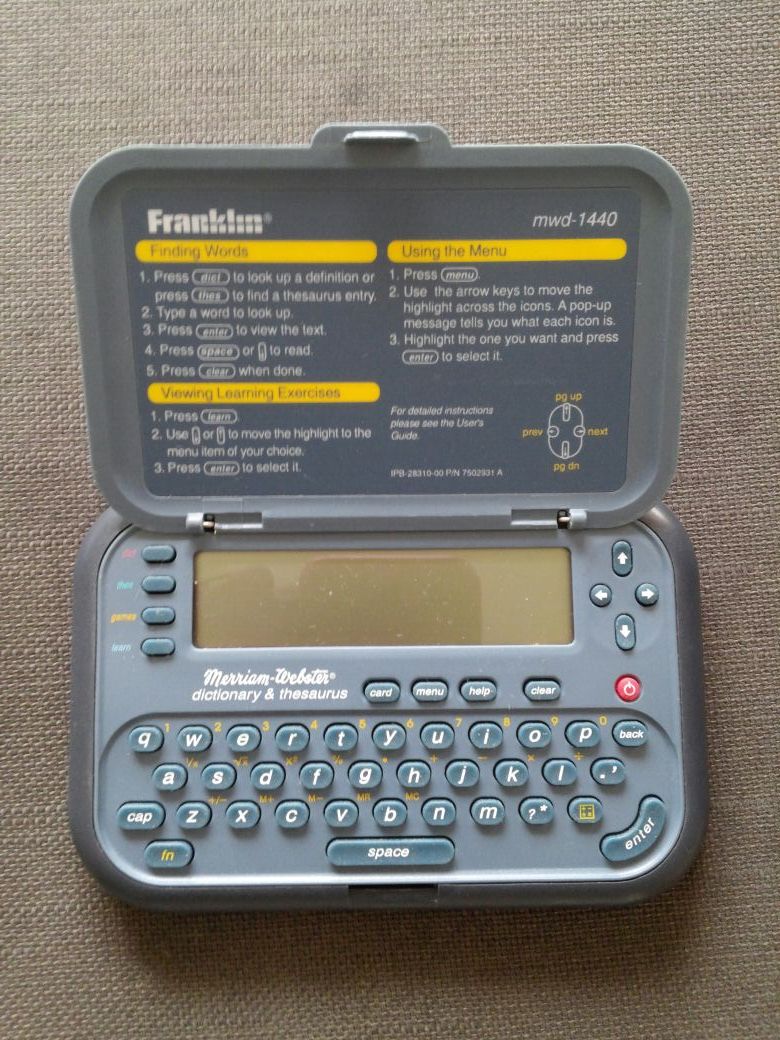 Franklin®
mwd-1440
Finding Words
1. Press dict to look up a definition or
press thes to find a thesaurus entry.
2. Type a word to look up.
3. Press enter to view the text.
4. Press space or to read.
5. Press clear when done.
Viewing Learning Exercises
1. Press learn.
2. Use or to move the highlight to the
menu item of your choice.
3. Press enter to select it.
Using the Menu
1. Press menu.
2. Use the arrow keys to move the
highlight across the icons. A pop-up
message tells you what each icon is.
3. Highlight the one you want and press
enter to select it.
For detailed instructions
please see the User's
Guide.
IPB-28310-00 P/N 7502931 A
pg up
prev next
pg dn
dict
thes
games
learn
Merriam-Webster®
dictionary & thesaurus
card menu help clear
1 2 3 4 5 6 7 8 9 0
q w e r t y u i o p back
¹/x √x x² % • + − × ÷
a s d f g h j k l . '
+/− M+ M− MR MC
cap z x c v b n m ? * enter
fn space